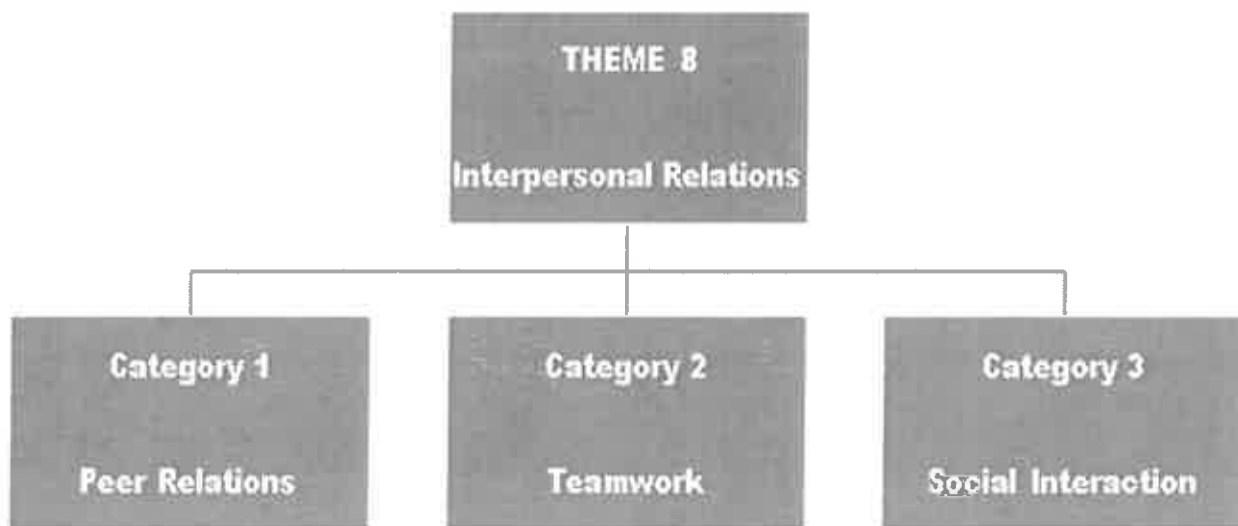 THEME 8
Interpersonal Relations
Category 1
Peer Relations
Category 2
Teamwork
Category 3
Social Interaction